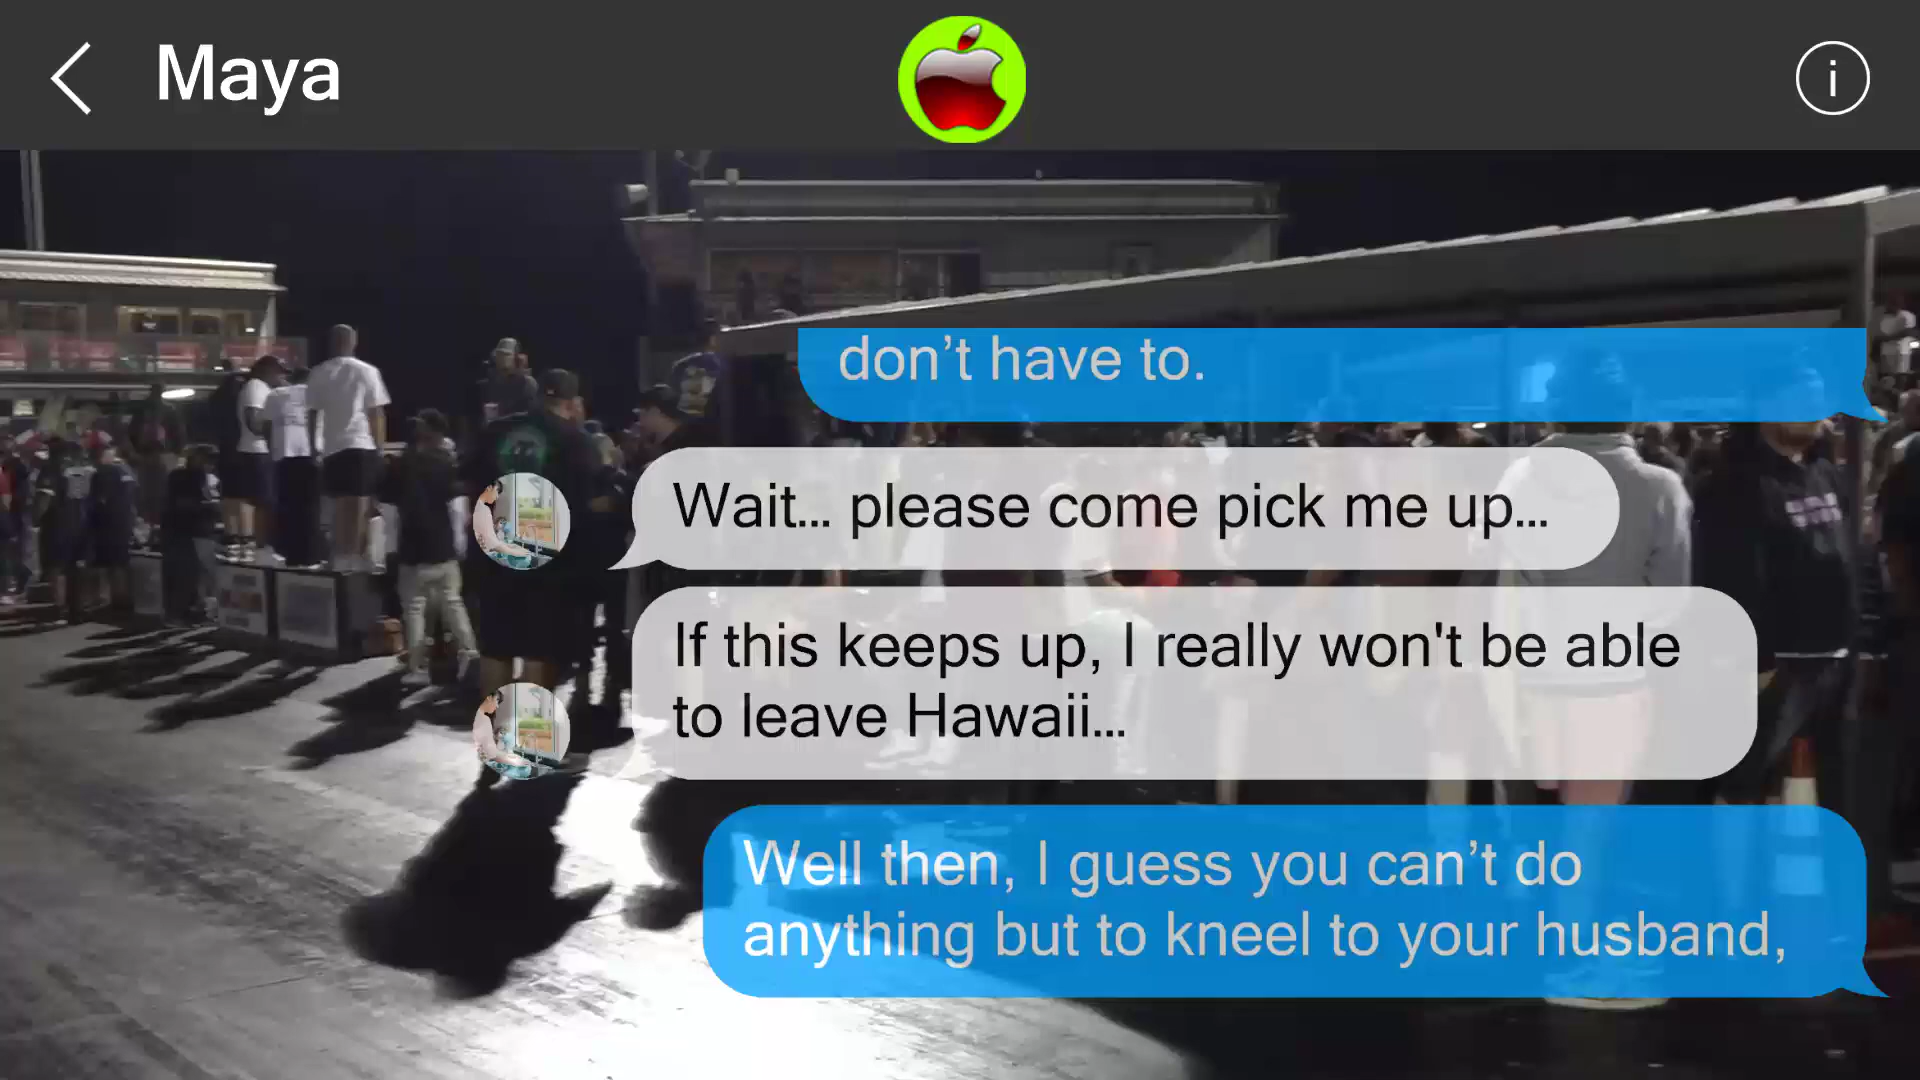 Maya
i
don’t have to.
Wait... please come pick me up...
If this keeps up, I really won't be able
to leave Hawaii...
Well then, I guess you can’t do
anything but to kneel to your husband,